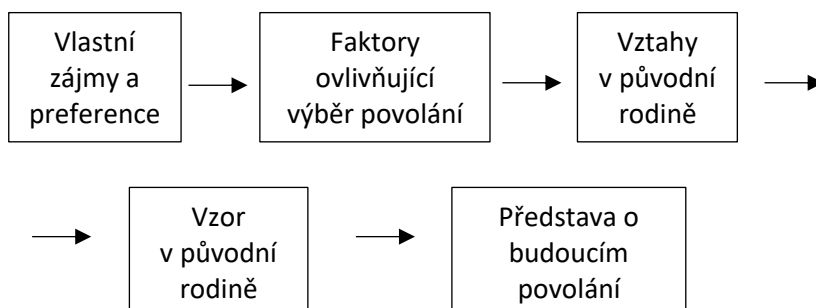 Vlastní
zájmy a
preference
Faktory
ovlivňující
výběr povolání
Vztahy
v původní
rodině
Vzor
v původní
rodině
Představa o
budoucím
povolání